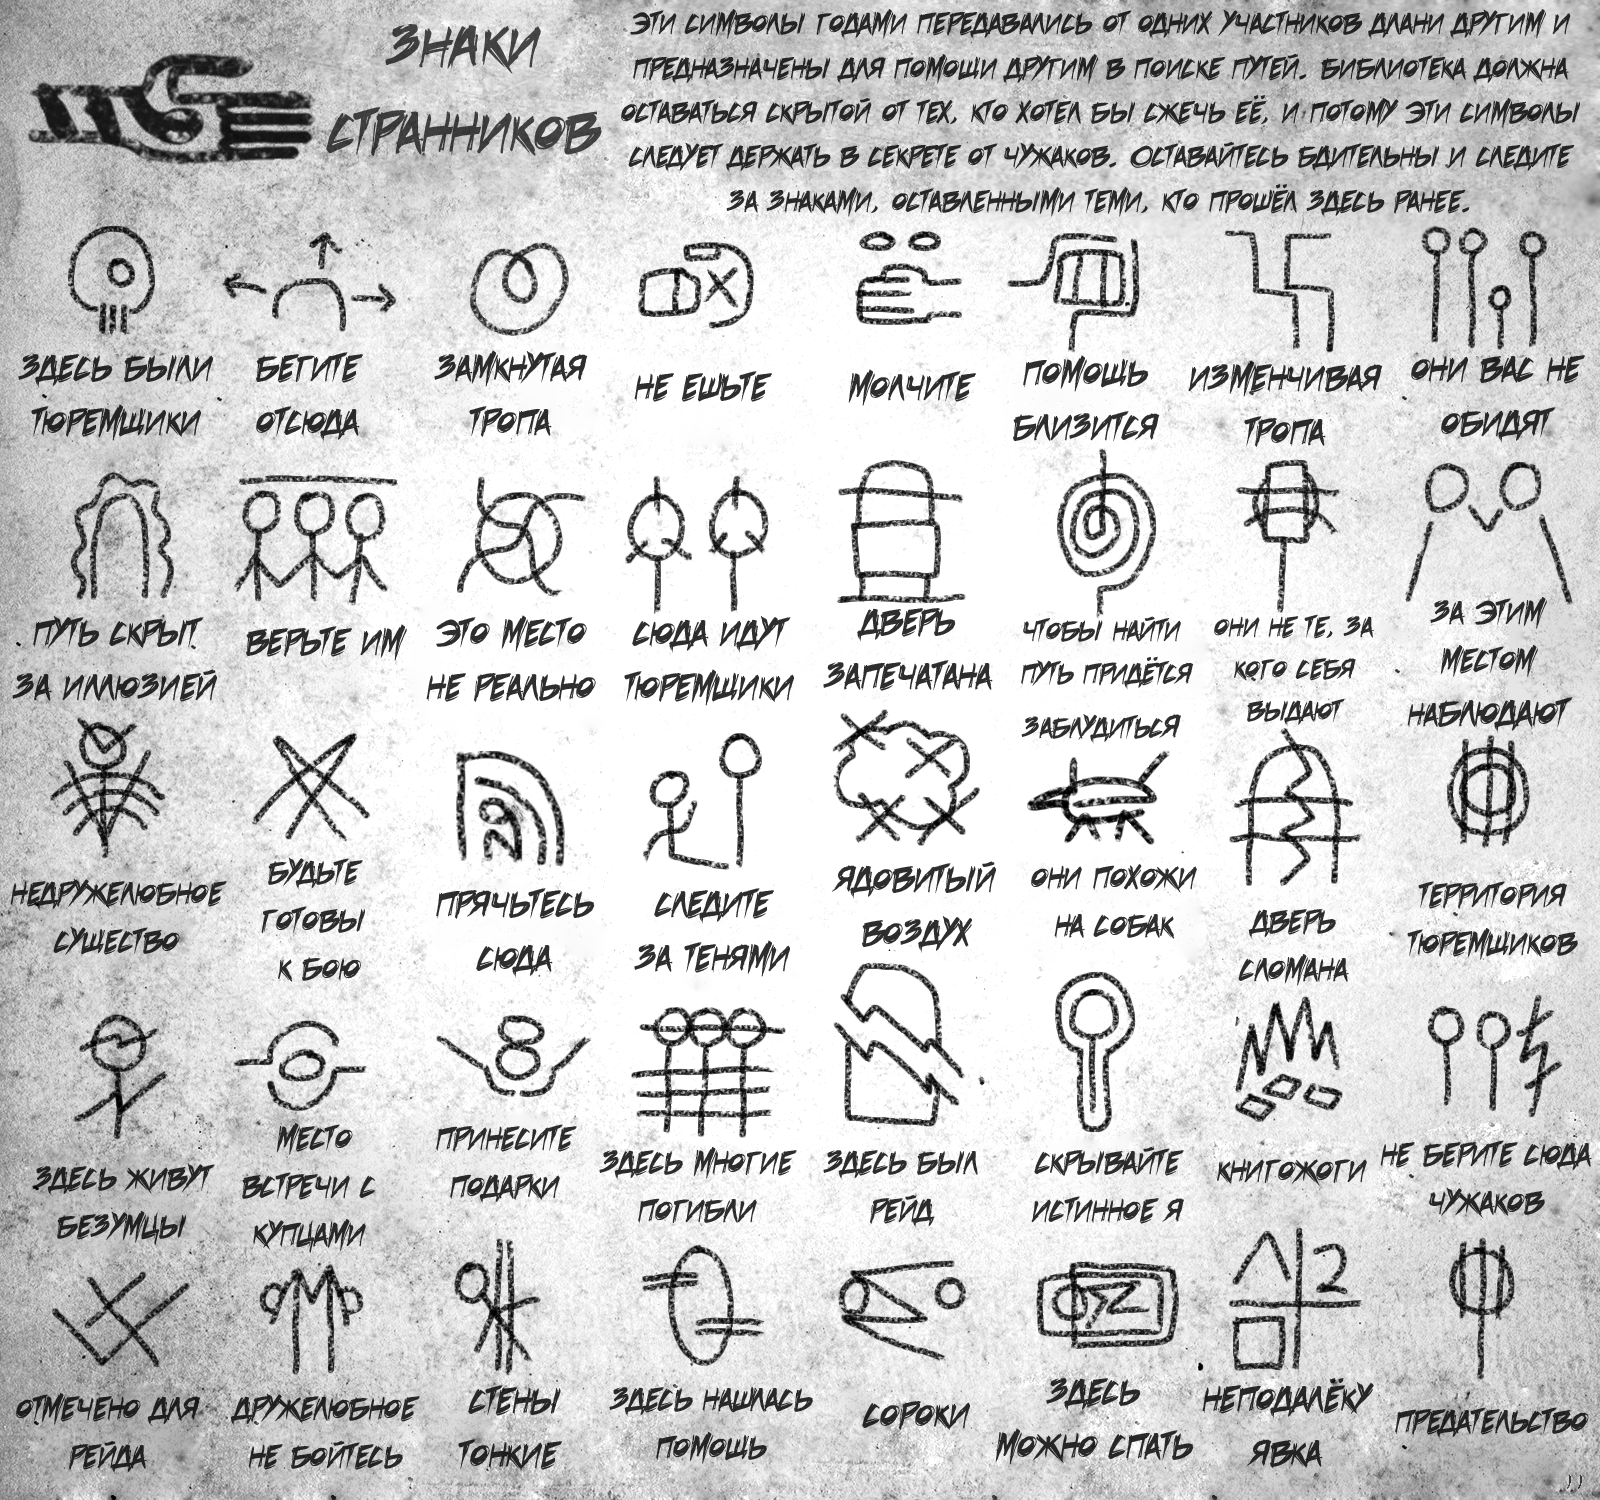 ЗНАКИ
СТРАННИКОВ
ЭТИ СИМВОЛЫ ГОДАМИ ПЕРЕДАВАЛИСЬ ОТ ОДНИХ УЧАСТНИКОВ ДЛАНИ ДРУГИМ И
ПРЕДНАЗНАЧЕНЫ ДЛЯ ПОМОЩИ ДРУГИМ В ПОИСКЕ ПУТЕЙ. БИБЛИОТЕКА ДОЛЖНА
ОСТАВАТЬСЯ СКРЫТОЙ ОТ ТЕХ, КТО ХОТЕЛ БЫ СЖЕЧЬ ЕЁ, И ПОТОМУ ЭТИ СИМВОЛЫ
СЛЕДУЕТ ДЕРЖАТЬ В СЕКРЕТЕ ОТ ЧУЖАКОВ. ОСТАВАЙТЕСЬ БДИТЕЛЬНЫ И СЛЕДИТЕ
ЗА ЗНАКАМИ, ОСТАВЛЕННЫМИ ТЕМИ, КТО ПРОШЁЛ ЗДЕСЬ РАНЕЕ.
ЗДЕСЬ БЫЛИ
ТЮРЕМЩИКИ
БЕГИТЕ
ОТСЮДА
ЗАМКНУТАЯ
ТРОПА
НЕ ЕШЬТЕ
МОЛЧИТЕ
ПОМОЩЬ
БЛИЗИТСЯ
ИЗМЕНЧИВАЯ
ТРОПА
ОНИ ВАС НЕ
ОБИДЯТ
ПУТЬ СКРЫТ
ЗА ИЛЛЮЗИЕЙ
ВЕРЬТЕ ИМ
ЭТО МЕСТО
НЕ РЕАЛЬНО
СЮДА ИДУТ
ТЮРЕМЩИКИ
ДВЕРЬ
ЗАПЕЧАТАНА
ЧТОБЫ НАЙТИ
ПУТЬ ПРИДЁТСЯ
ЗАБЛУДИТЬСЯ
ОНИ НЕ ТЕ, ЗА
КОГО СЕБЯ
ВЫДАЮТ
ЗА ЭТИМ
МЕСТОМ
НАБЛЮДАЮТ
НЕДРУЖЕЛЮБНОЕ
СУЩЕСТВО
БУДЬТЕ
ГОТОВЫ
К БОЮ
ПРЯЧЬТЕСЬ
СЮДА
СЛЕДИТЕ
ЗА ТЕНЯМИ
ЯДОВИТЫЙ
ВОЗДУХ
ОНИ ПОХОЖИ
НА СОБАК
ДВЕРЬ
СЛОМАНА
ТЕРРИТОРИЯ
ТЮРЕМЩИКОВ
ЗДЕСЬ ЖИВУТ
БЕЗУМЦЫ
МЕСТО
ВСТРЕЧИ С
КУПЦАМИ
ПРИНЕСИТЕ
ПОДАРКИ
ЗДЕСЬ МНОГИЕ
ПОГИБЛИ
ЗДЕСЬ БЫЛ
РЕЙД
СКРЫВАЙТЕ
ИСТИННОЕ Я
КНИГОЖОГИ
НЕ БЕРИТЕ СЮДА
ЧУЖАКОВ
ОТМЕЧЕНО ДЛЯ
РЕЙДА
ДРУЖЕЛЮБНОЕ
НЕ БОЙТЕСЬ
СТЕНЫ
ТОНКИЕ
ЗДЕСЬ НАШЛАСЬ
ПОМОЩЬ
СОРОКИ
ЗДЕСЬ
МОЖНО СПАТЬ
НЕПОДАЛЁКУ
ЯВКА
ПРЕДАТЕЛЬСТВО